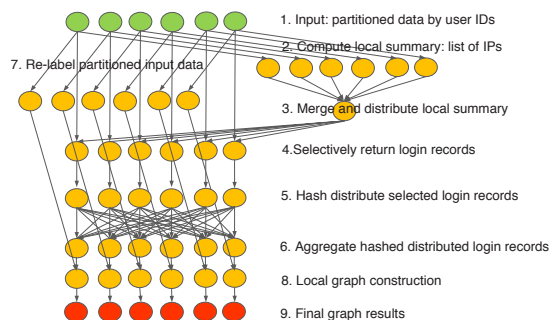 1. Input: partitioned data by user IDs
2. Compute local summary: list of IPs
7. Re-label partitioned input data
3. Merge and distribute local summary
4.Selectively return login records
5. Hash distribute selected login records
6. Aggregate hashed distributed login records
8. Local graph construction
9. Final graph results